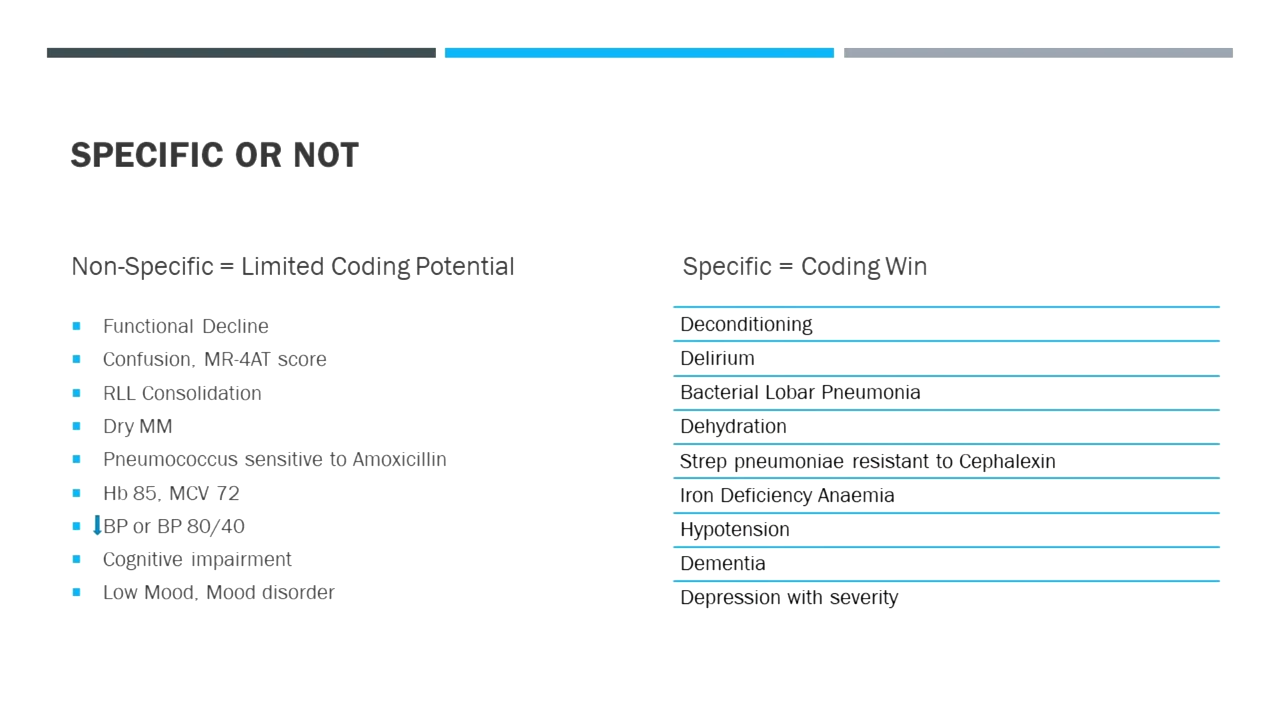 SPECIFIC OR NOT
Non-Specific = Limited Coding Potential
Functional Decline
Confusion, MR-4AT score
RLL Consolidation
Dry MM
Pneumococcus sensitive to Amoxicillin
Hb 85, MCV 72
BP or BP 80/40
Cognitive impairment
Low Mood, Mood disorder
Specific = Coding Win
Deconditioning
Delirium
Bacterial Lobar Pneumonia
Dehydration
Strep pneumoniae resistant to Cephalexin
Iron Deficiency Anaemia
Hypotension
Dementia
Depression with severity